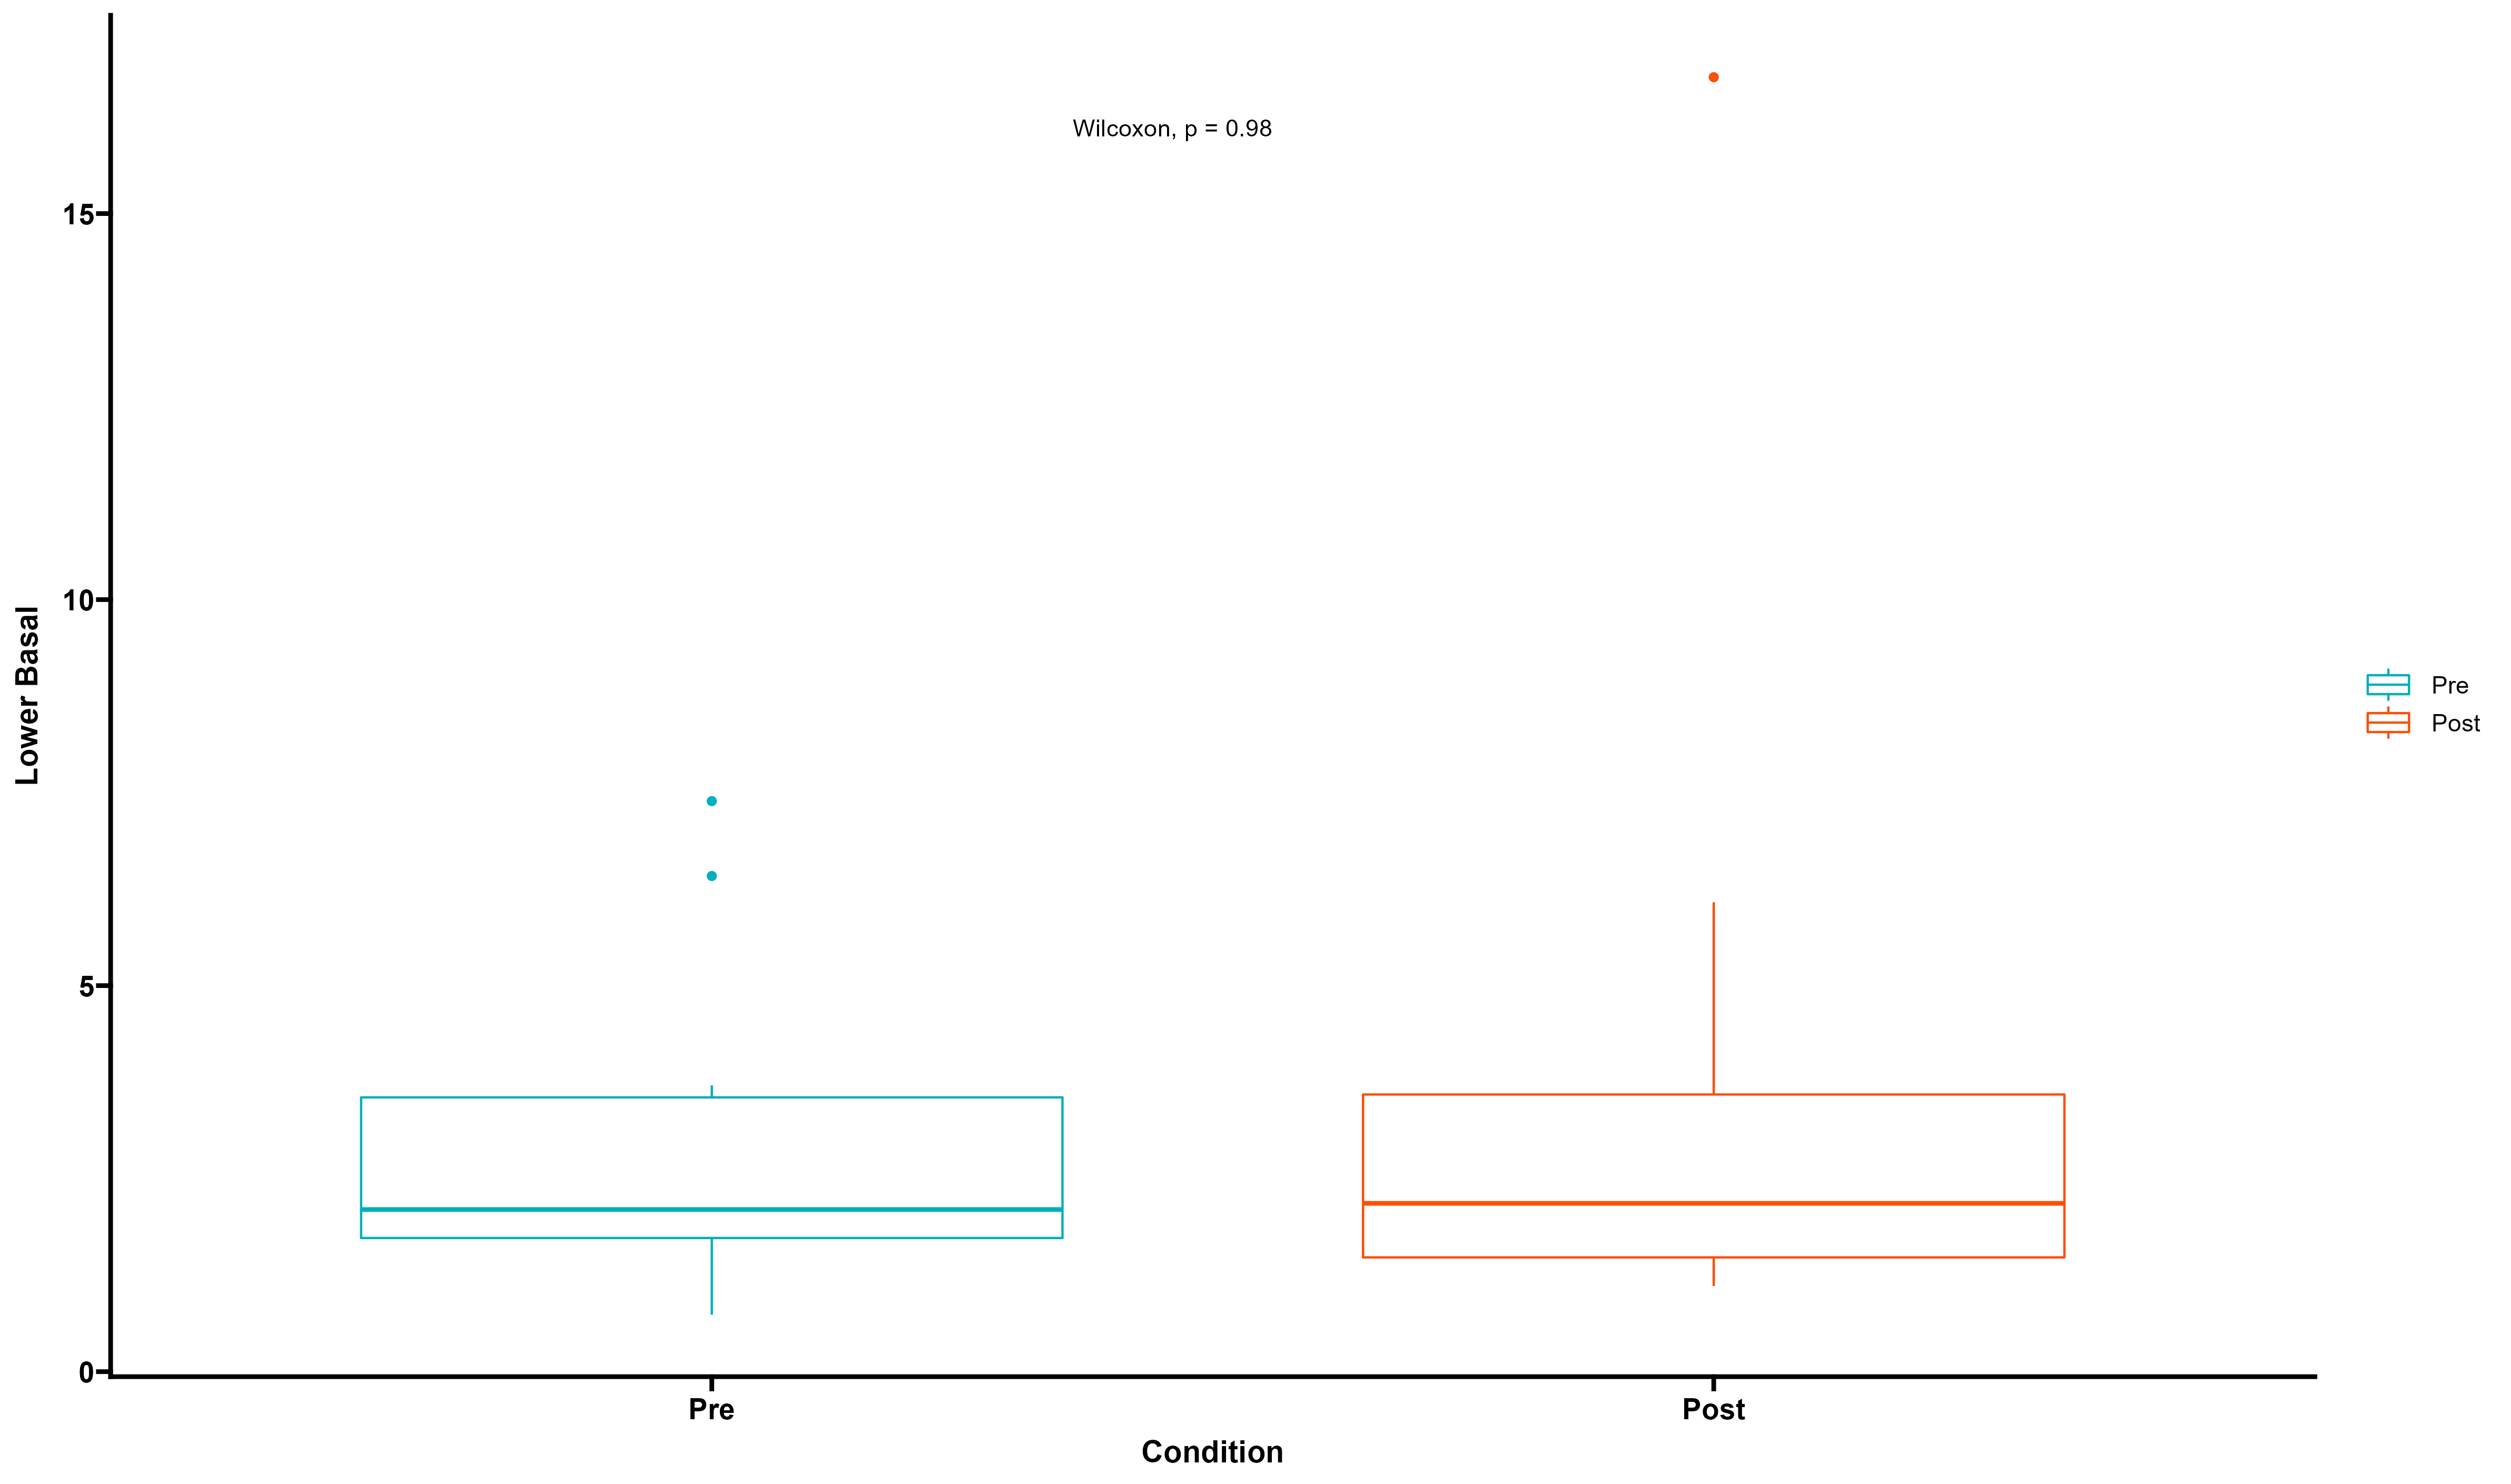 Wilcoxon, p = 0.98
15
10
5
0
Lower Basal
Pre
Post
Condition
Pre
Post